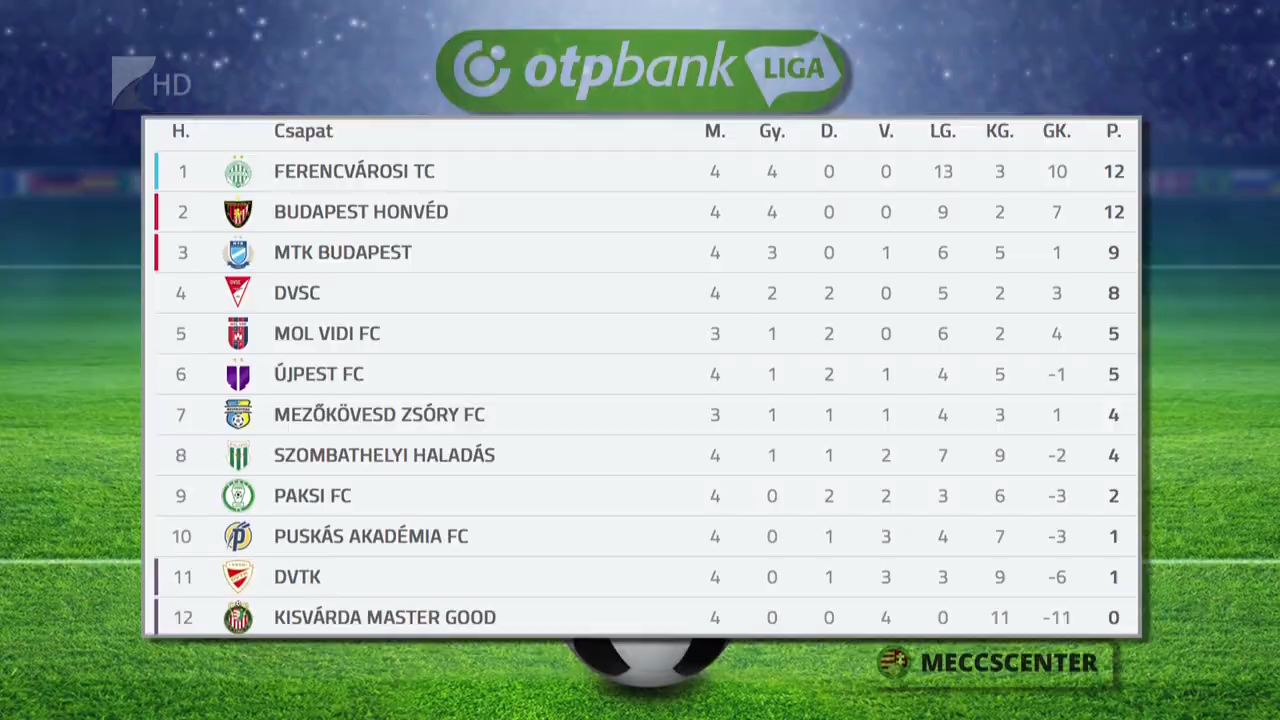 otpbank LIGA
HD
H. Csapat M. Gy. D. V. LG. KG. GK. P.
1 FERENCVÁROSI TC 4 4 0 0 13 3 10 12
2 BUDAPEST HONVÉD 4 4 0 0 9 2 7 12
3 MTK BUDAPEST 4 3 0 1 6 5 1 9
4 DVSC 4 2 2 0 5 2 3 8
5 MOL VIDI FC 3 1 2 0 6 2 4 5
6 ÚJPEST FC 4 1 2 1 4 5 -1 5
7 MEZŐKÖVESD ZSÓRY FC 3 1 1 1 4 3 1 4
8 SZOMBATHELYI HALADÁS 4 1 1 2 7 9 -2 4
9 PAKSI FC 4 0 2 2 3 6 -3 2
10 PUSKÁS AKADÉMIA FC 4 0 1 3 4 7 -3 1
11 DVTK 4 0 1 3 3 9 -6 1
12 KISVÁRDA MASTER GOOD 4 0 0 4 0 11 -11 0
MECCSCENTER